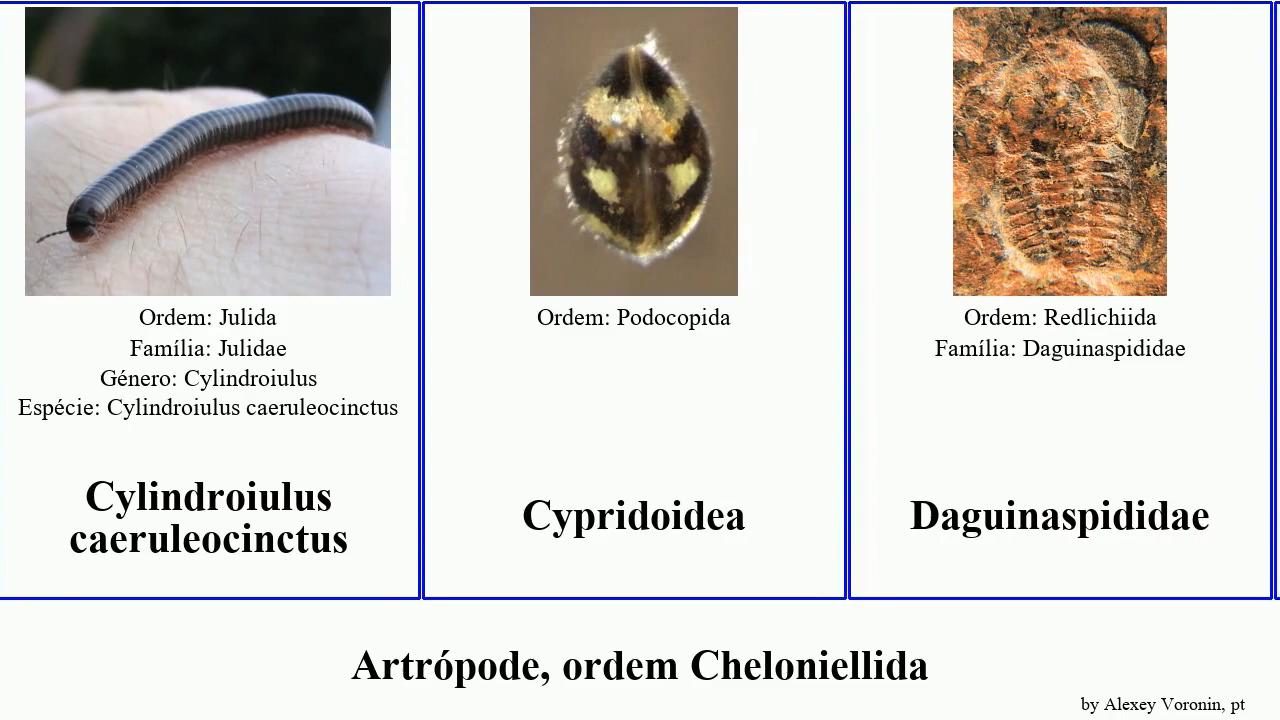 Ordem: Julida
Família: Julidae
Género: Cylindroiulus
Espécie: Cylindroiulus caeruleocinctus
Cylindroiulus
caeruleocinctus
Ordem: Podocopida
Cypridoidea
Ordem: Redlichiida
Família: Daguinaspididae
Daguinaspididae
Artrópode, ordem Cheloniellida
by Alexey Voronin, pt